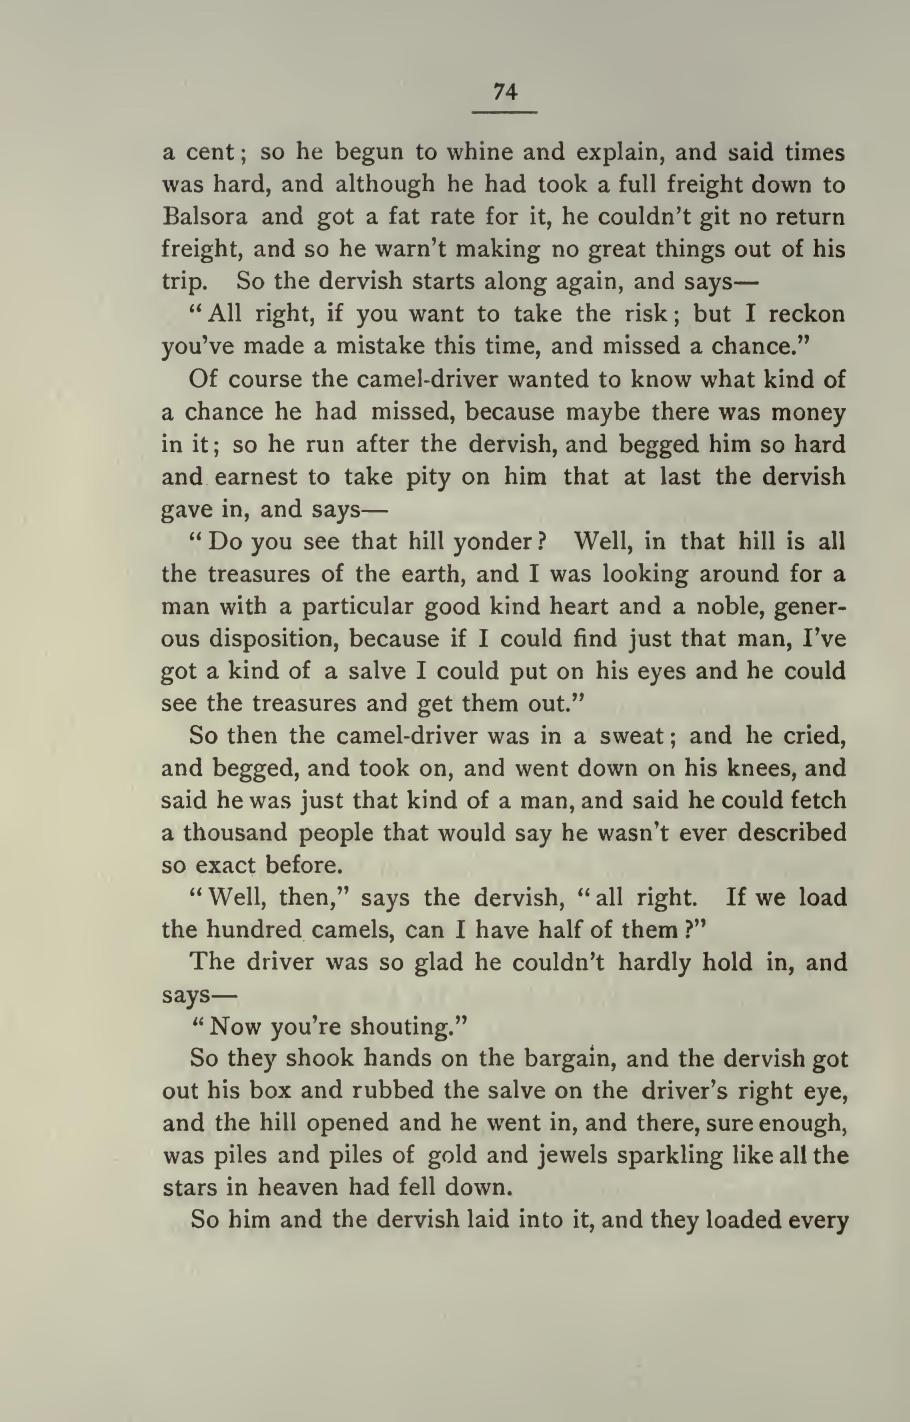 74
a cent ; so he begun to whine and explain, and said times
was hard, and although he had took a full freight down to
Balsora and got a fat rate for it, he couldn't git no return
freight, and so he warn't making no great things out of his
trip. So the dervish starts along again, and says—
"All right, if you want to take the risk ; but I reckon
you've made a mistake this time, and missed a chance."
Of course the camel-driver wanted to know what kind of
a chance he had missed, because maybe there was money
in it ; so he run after the dervish, and begged him so hard
and earnest to take pity on him that at last the dervish
gave in, and says—
"Do you see that hill yonder ? Well, in that hill is all
the treasures of the earth, and I was looking around for a
man with a particular good kind heart and a noble, gener-
ous disposition, because if I could find just that man, I've
got a kind of a salve I could put on his eyes and he could
see the treasures and get them out."
So then the camel-driver was in a sweat ; and he cried,
and begged, and took on, and went down on his knees, and
said he was just that kind of a man, and said he could fetch
a thousand people that would say he wasn't ever described
so exact before.
"Well, then," says the dervish, "all right. If we load
the hundred camels, can I have half of them ?"
The driver was so glad he couldn't hardly hold in, and
says—
"Now you're shouting."
So they shook hands on the bargain, and the dervish got
out his box and rubbed the salve on the driver's right eye,
and the hill opened and he went in, and there, sure enough,
was piles and piles of gold and jewels sparkling like all the
stars in heaven had fell down.
So him and the dervish laid into it, and they loaded every